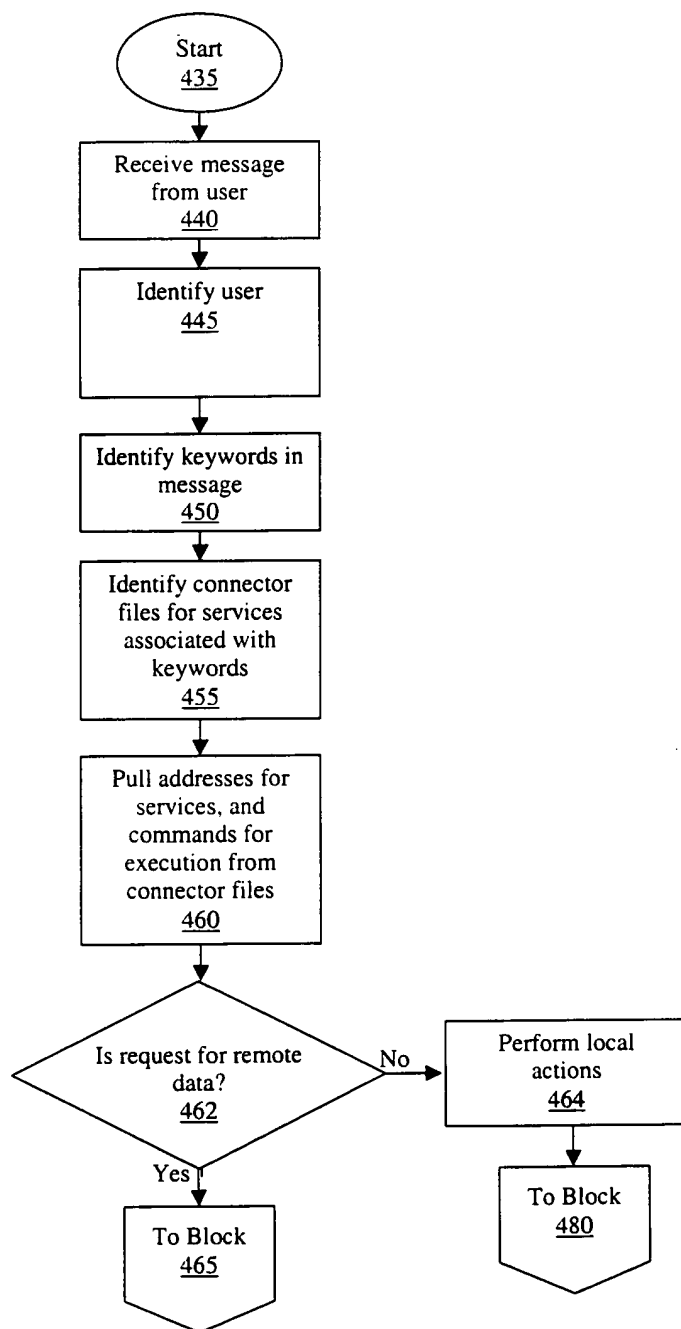 Start
435
Receive message
from user
440
Identify user
445
Identify keywords in
message
450
Identify connector
files for services
associated with
keywords
455
Pull addresses for
services, and
commands for
execution from
connector files
460
Is request for remote
data?
462
No
Perform local
actions
464
Yes
To Block
465
To Block
480